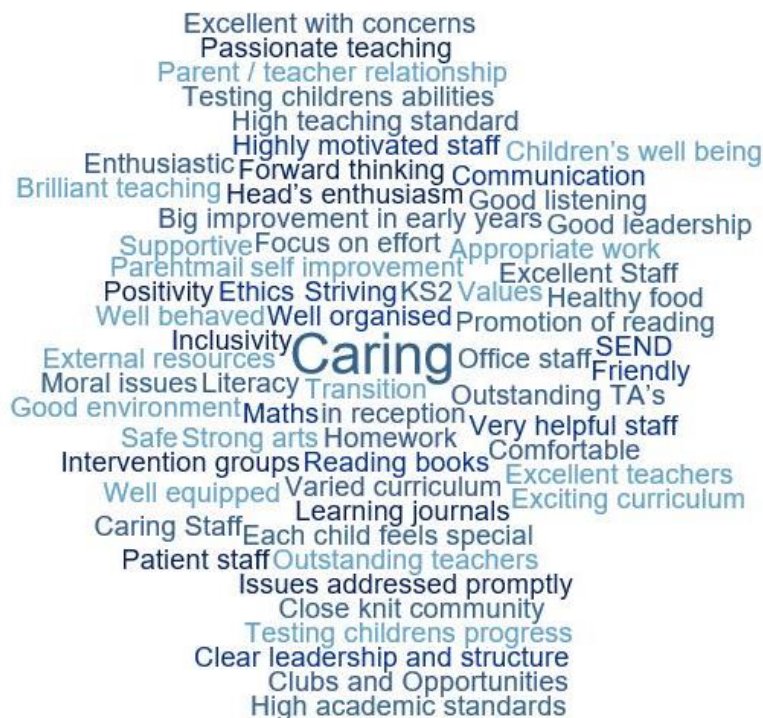 Excellent with concerns
Passionate teaching
Parent / teacher relationship
Testing childrens abilities
High teaching standard
Highly motivated staff Children's well being
Enthusiastic Forward thinking Communication
Brilliant teaching Head's enthusiasm Good listening
Big improvement in early years Good leadership
Supportive Focus on effort Appropriate work
Parentmail self improvement Excellent Staff
Positivity Ethics Striving KS2 Values Healthy food
Well behaved Well organised Promotion of reading
Inclusivity Caring Office staff SEND
External resources Friendly
Moral issues Literacy Transition Outstanding TA's
Good environment Maths in reception Very helpful staff
Safe Strong arts Homework Comfortable
Intervention groups Reading books Excellent teachers
Well equipped Varied curriculum Exciting curriculum
Learning journals
Caring Staff Each child feels special
Patient staff Outstanding teachers
Issues addressed promptly
Close knit community
Testing childrens progress
Clear leadership and structure
Clubs and Opportunities
High academic standards